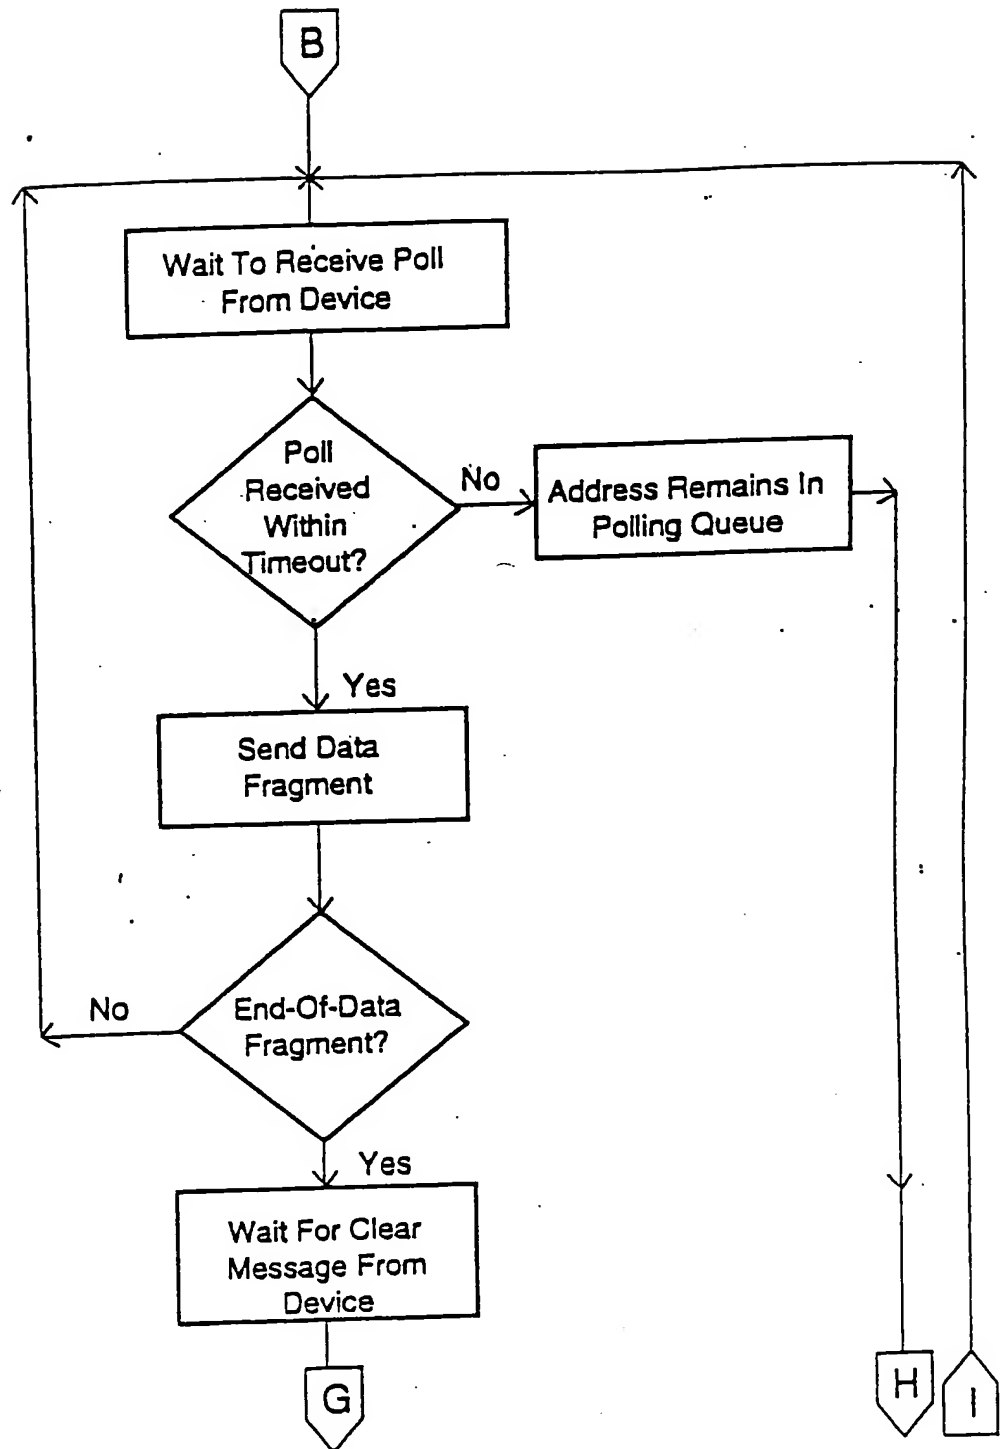 B
Wait To Receive Poll
From Device
Poll
Received
Within
Timeout?
No
Address Remains In
Polling Queue
Yes
Send Data
Fragment
End-Of-Data
Fragment?
No
Yes
Wait For Clear
Message From
Device
G
H
I